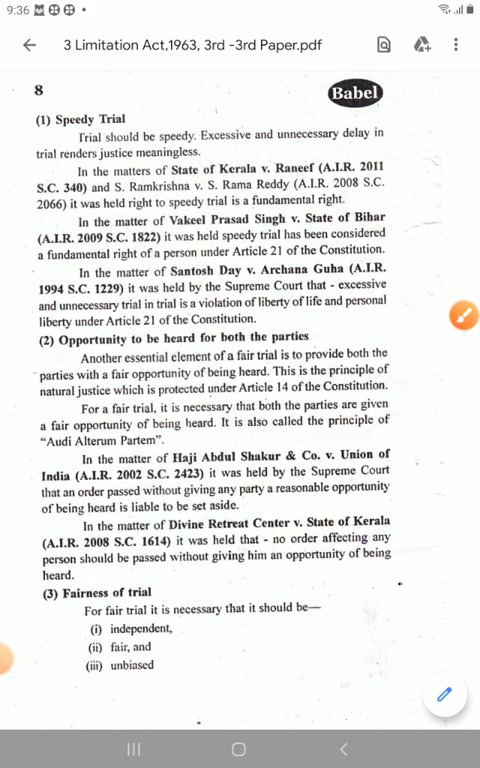 9:36
3 Limitation Act,1963, 3rd -3rd Paper.pdf
8
Babel
(1) Speedy Trial
Trial should be speedy. Excessive and unnecessary delay in
trial renders justice meaningless.
In the matters of State of Kerala v. Raneef (A.I.R. 2011
S.C. 340) and S. Ramkrishna v. S. Rama Reddy (A.I.R. 2008 S.C.
2066) it was held right to speedy trial is a fundamental right.
In the matter of Vakeel Prasad Singh v. State of Bihar
(A.I.R. 2009 S.C. 1822) it was held speedy trial has been considered
a fundamental right of a person under Article 21 of the Constitution.
In the matter of Santosh Day v. Archana Guha (A.I.R.
1994 S.C. 1229) it was held by the Supreme Court that - excessive
and unnecessary trial in trial is a violation of liberty of life and personal
liberty under Article 21 of the Constitution.
(2) Opportunity to be heard for both the parties
Another essential element of a fair trial is to provide both the
parties with a fair opportunity of being heard. This is the principle of
natural justice which is protected under Article 14 of the Constitution.
For a fair trial, it is necessary that both the parties are given
a fair opportunity of being heard. It is also called the principle of
“Audi Alterum Partem”.
In the matter of Haji Abdul Shakur & Co. v. Union of
India (A.I.R. 2002 S.C. 2423) it was held by the Supreme Court
that an order passed without giving any party a reasonable opportunity
of being heard is liable to be set aside.
In the matter of Divine Retreat Center v. State of Kerala
(A.I.R. 2008 S.C. 1614) it was held that - no order affecting any
person should be passed without giving him an opportunity of being
heard.
(3) Fairness of trial
For fair trial it is necessary that it should be—
(i) independent,
(ii) fair, and
(iii) unbiased